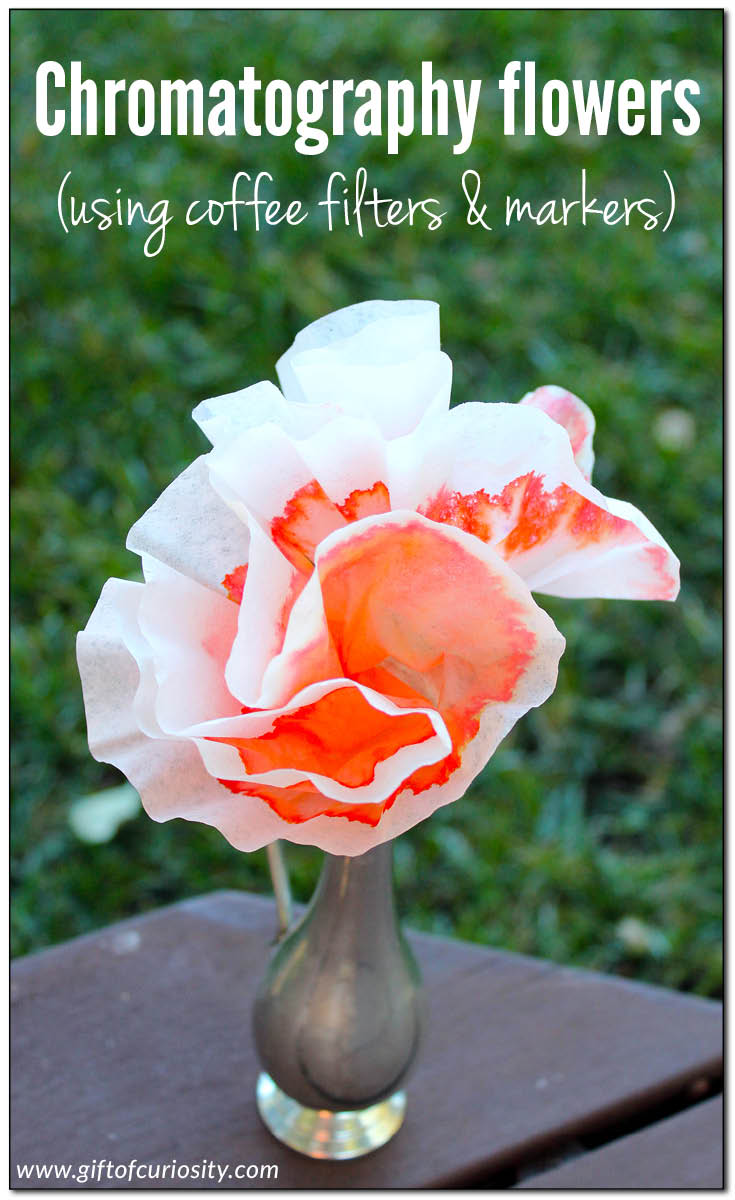 Chromatography flowers
(using coffee filters & markers)
www.giftofcuriosity.com